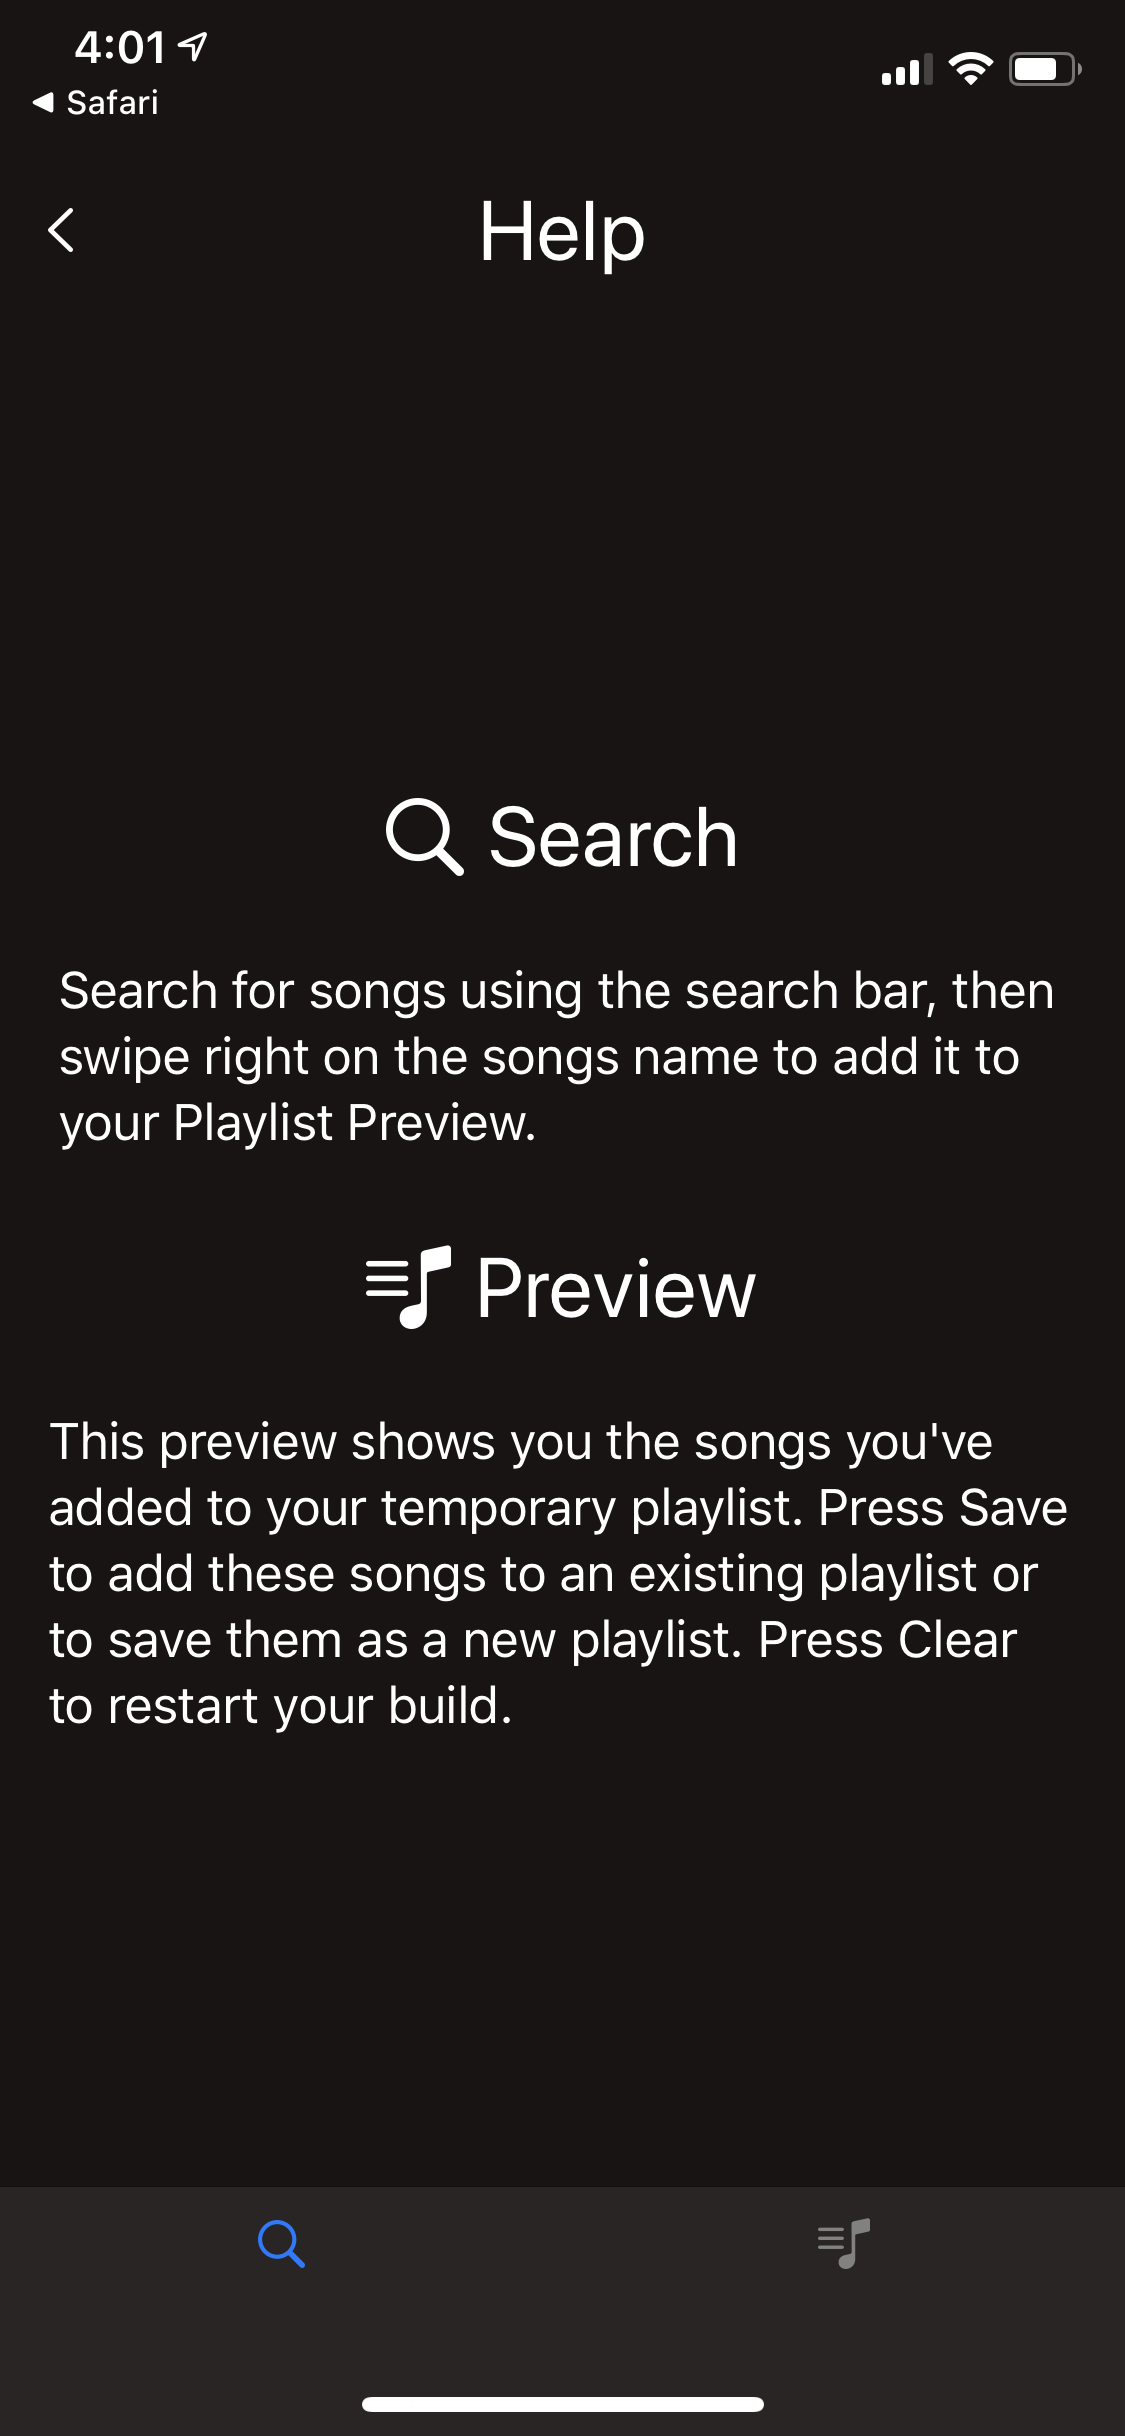 4:01
Safari
Help
Search
Search for songs using the search bar, then
swipe right on the songs name to add it to
your Playlist Preview.
Preview
This preview shows you the songs you've
added to your temporary playlist. Press Save
to add these songs to an existing playlist or
to save them as a new playlist. Press Clear
to restart your build.